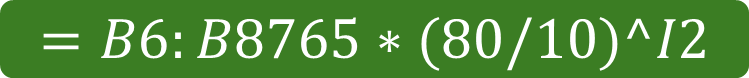 = B6: B8765 * (80/10)^I2